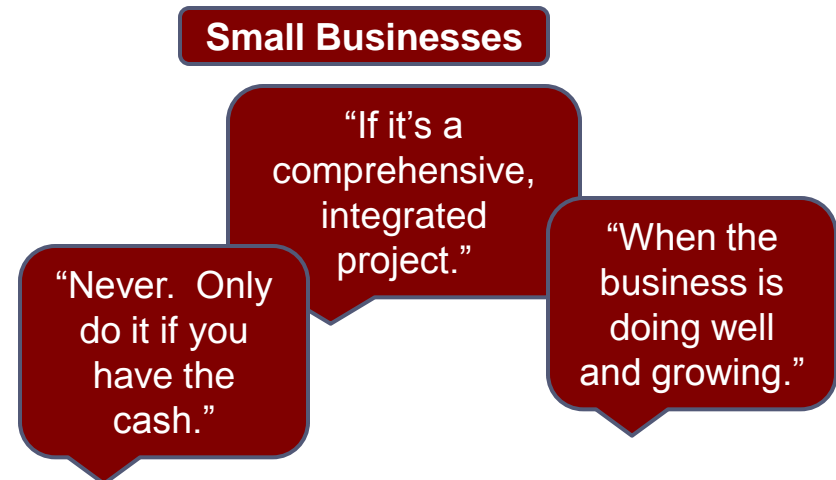 Small Businesses
“If it’s a
comprehensive,
integrated
project.”
“Never.  Only
do it if you
have the
cash.”
“When the
business is
doing well
and growing.”